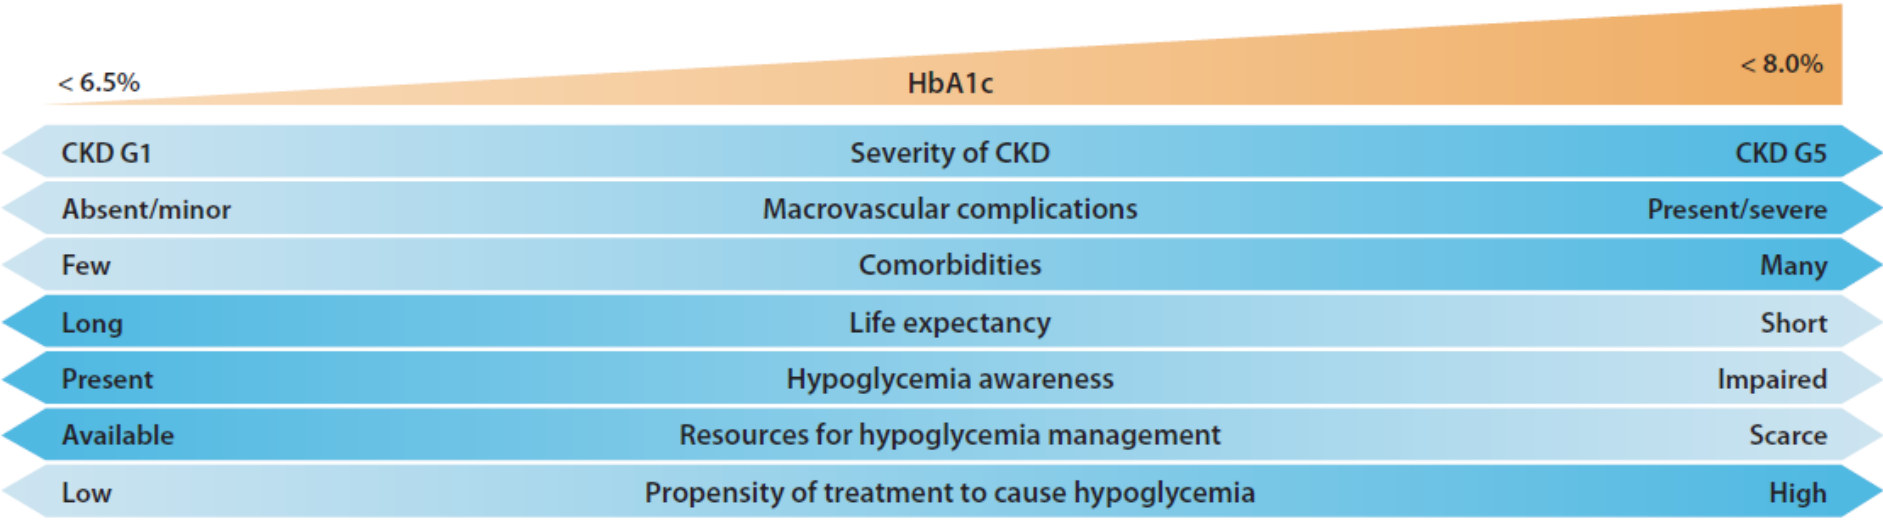 < 6.5% HbA1c < 8.0%
CKD G1 Severity of CKD CKD G5
Absent/minor Macrovascular complications Present/severe
Few Comorbidities Many
Long Life expectancy Short
Present Hypoglycemia awareness Impaired
Available Resources for hypoglycemia management Scarce
Low Propensity of treatment to cause hypoglycemia High